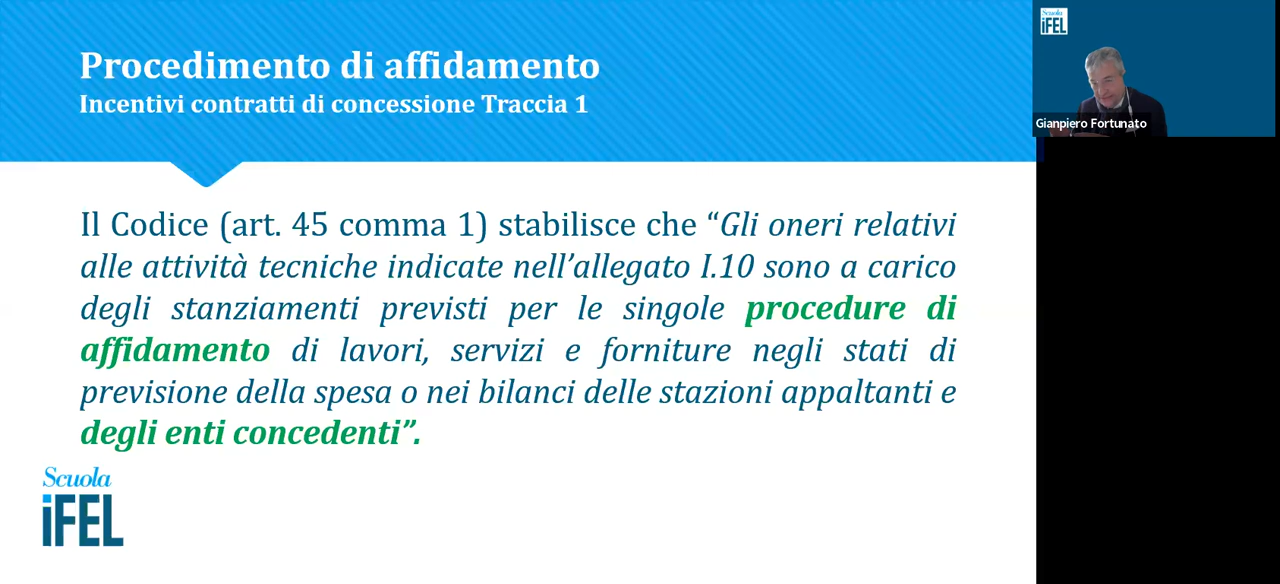 Procedimento di affidamento
Incentivi contratti di concessione Traccia 1
Il Codice (art. 45 comma 1) stabilisce che “Gli oneri relativi
alle attività tecniche indicate nell’allegato I.10 sono a carico
degli stanziamenti previsti per le singole procedure di
affidamento di lavori, servizi e forniture negli stati di
previsione della spesa o nei bilanci delle stazioni appaltanti e
degli enti concedenti”.
Scuola
iFEL
Scuola
iFEL
Gianpiero Fortunato